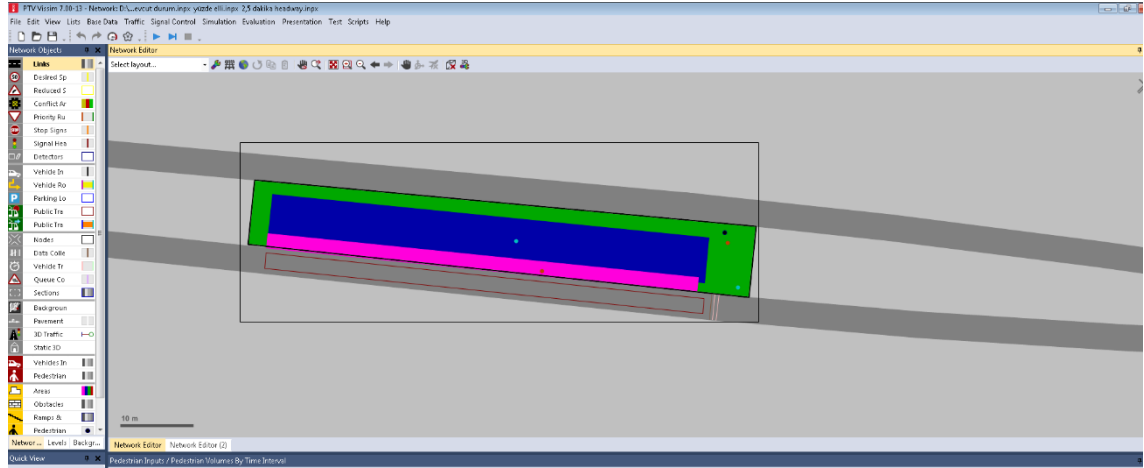 PTV Vissim 7.00-13 - Network: D:\...evcut durum.inpx yüzde elli.inpx 2,5 dakika headway.inpx
File Edit View Lists Base Data Traffic Signal Control Simulation Evaluation Presentation Test Scripts Help
Network Objects
Network Editor
Select layout...
Links
Desired Sp
Reduced S
Conflict Ar
Priority Ru
Stop Signs
Signal Hea
Detectors
Vehicle In
Vehicle Ro
Parking Lo
Public Tra
Public Tra
Nodes
Data Colle
Vehicle Tr
Queue Co
Sections
Backgroun
Pavement
3D Traffic
Static 3D
Vehicles In
Pedestrian
Areas
Obstacles
Ramps &
Pedestrian
10 m
Networ... Levels Backgr...
Network Editor Network Editor (2)
Quick View
Pedestrian Inputs / Pedestrian Volumes By Time Interval